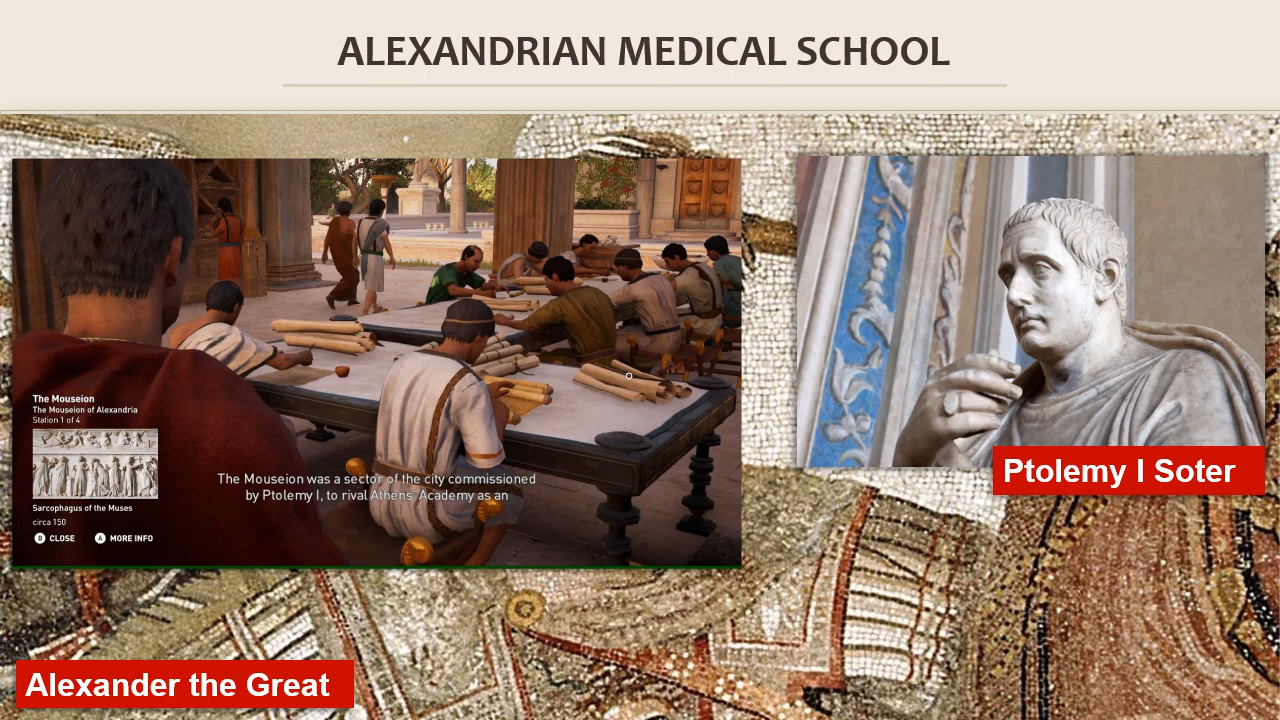 ALEXANDRIAN MEDICAL SCHOOL
The Mouseion
The Mouseion of Alexandria
Station 1 of 4
Sarcophagus of the Muses
circa 150
B CLOSE A MORE INFO
The Mouseion was a sector of the city commissioned
by Ptolemy I, to rival Athens' Academy as an
Ptolemy I Soter
Alexander the Great